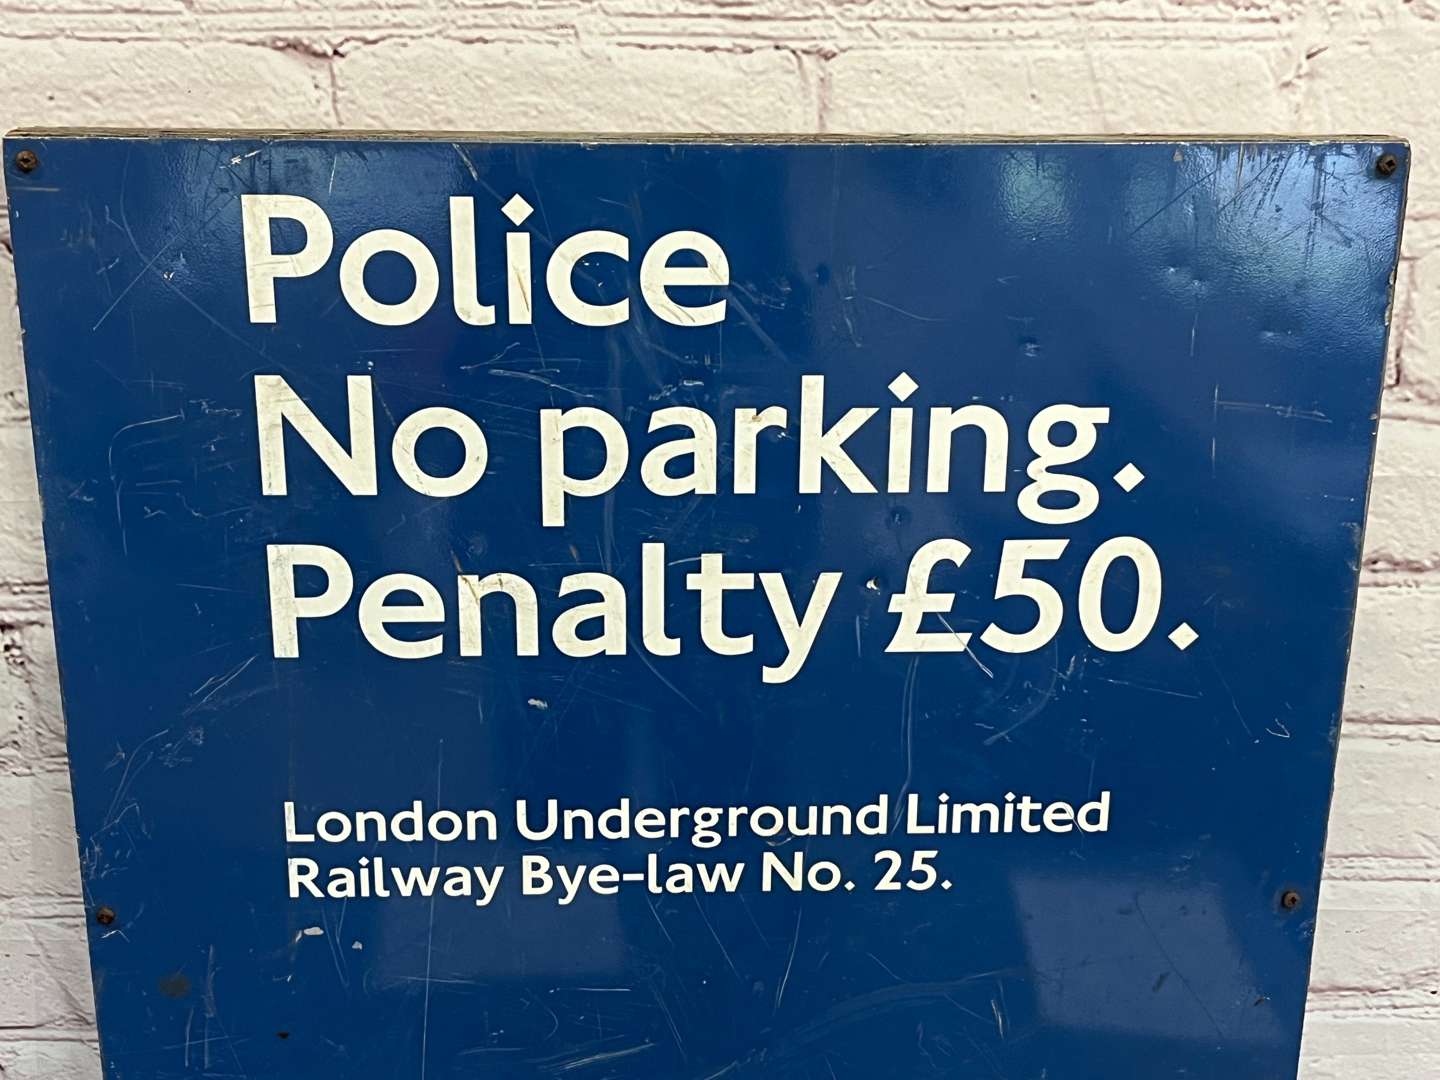 Police
No parking.
Penalty £50.
London Underground Limited
Railway Bye-law No. 25.